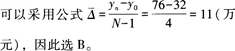 可以采用公式 Δ̄ = (yₙ-y₀)/(N-1) = (76-32)/4 = 11(万
元),因此选 B。